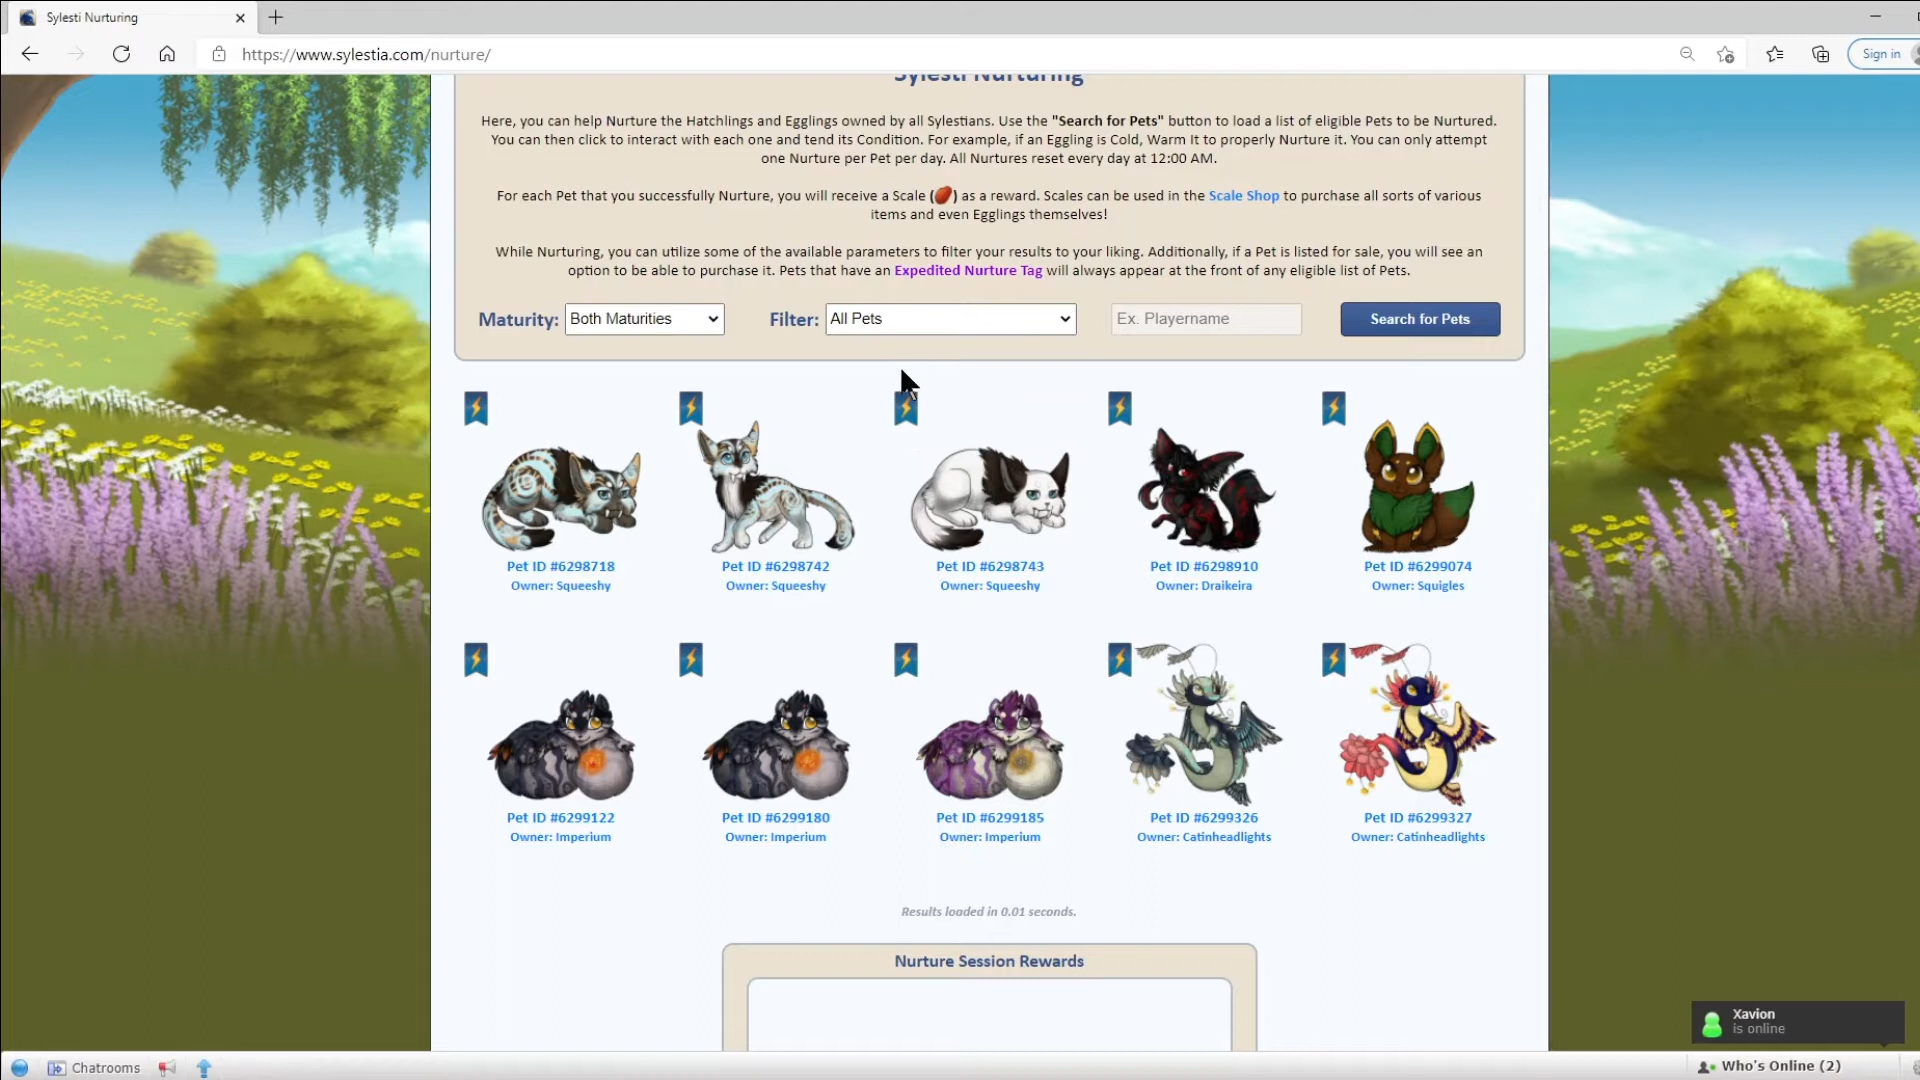 Sylesti Nurturing
https://www.sylestia.com/nurture/
Sign in
Sylesti Nurturing
Here, you can help Nurture the Hatchlings and Egglings owned by all Sylestians. Use the "Search for Pets" button to load a list of eligible Pets to be Nurtured.
You can then click to interact with each one and tend its Condition. For example, if an Eggling is Cold, Warm It to properly Nurture it. You can only attempt
one Nurture per Pet per day. All Nurtures reset every day at 12:00 AM.
For each Pet that you successfully Nurture, you will receive a Scale ( ) as a reward. Scales can be used in the Scale Shop to purchase all sorts of various
items and even Egglings themselves!
While Nurturing, you can utilize some of the available parameters to filter your results to your liking. Additionally, if a Pet is listed for sale, you will see an
option to be able to purchase it. Pets that have an Expedited Nurture Tag will always appear at the front of any eligible list of Pets.
Maturity: Both Maturities Filter: All Pets Ex. Playername Search for Pets
Pet ID #6298718 Pet ID #6298742 Pet ID #6298743 Pet ID #6298910 Pet ID #6299074
Owner: Squeeshy Owner: Squeeshy Owner: Squeeshy Owner: Draikeira Owner: Squigles
Pet ID #6299122 Pet ID #6299180 Pet ID #6299185 Pet ID #6299326 Pet ID #6299327
Owner: Imperium Owner: Imperium Owner: Imperium Owner: Catinheadlights Owner: Catinheadlights
Results loaded in 0.01 seconds.
Nurture Session Rewards
Xavion
is online
Chatrooms
Who's Online (2)